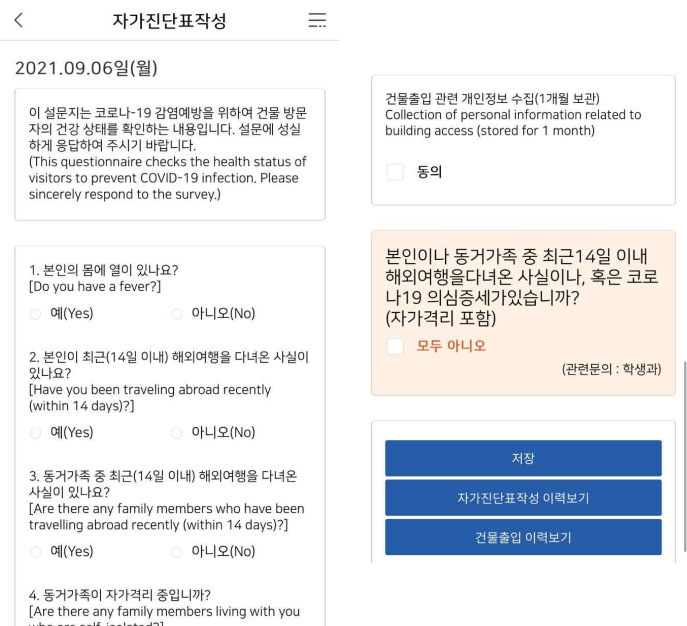 자가진단표작성
2021.09.06일(월)
이 설문지는 코로나-19 감염예방을 위하여 건물 방문
자의 건강 상태를 확인하는 내용입니다. 설문에 성실
하게 응답하여 주시기 바랍니다.
(This questionnaire checks the health status of
visitors to prevent COVID-19 infection. Please
sincerely respond to the survey.)
1. 본인의 몸에 열이 있나요?
[Do you have a fever?]
예(Yes) 아니오(No)
2. 본인이 최근(14일 이내) 해외여행을 다녀온 사실이
있나요?
[Have you been traveling abroad recently
(within 14 days)?]
예(Yes) 아니오(No)
3. 동거가족 중 최근(14일 이내) 해외여행을 다녀온
사실이 있나요?
[Are there any family members who have been
travelling abroad recently (within 14 days)?]
예(Yes) 아니오(No)
4. 동거가족이 자가격리 중입니까?
[Are there any family members living with you
who are self-isolated?]
건물출입 관련 개인정보 수집(1개월 보관)
Collection of personal information related to
building access (stored for 1 month)
동의
본인이나 동거가족 중 최근14일 이내
해외여행을다녀온 사실이나, 혹은 코로
나19 의심증세가있습니까?
(자가격리 포함)
모두 아니오
(관련문의 : 학생과)
저장
자가진단표작성 이력보기
건물출입 이력보기